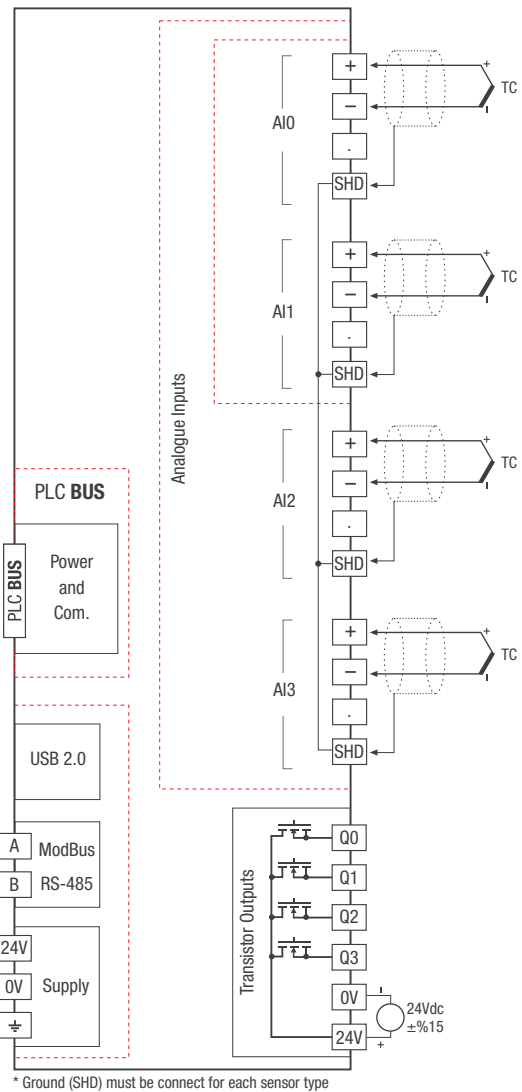 +
−
.
SHD
AI0
+
-
TC
+
−
.
SHD
AI1
+
-
TC
Analogue Inputs
+
−
.
SHD
AI2
+
-
TC
+
−
.
SHD
AI3
+
-
TC
PLC BUS
PLC BUS
Power
and
Com.
USB 2.0
A
B
ModBus
RS-485
24V
0V
Supply
Transistor Outputs
Q0
Q1
Q2
Q3
0V
24V
-
+
24Vdc
±%15
* Ground (SHD) must be connect for each sensor type